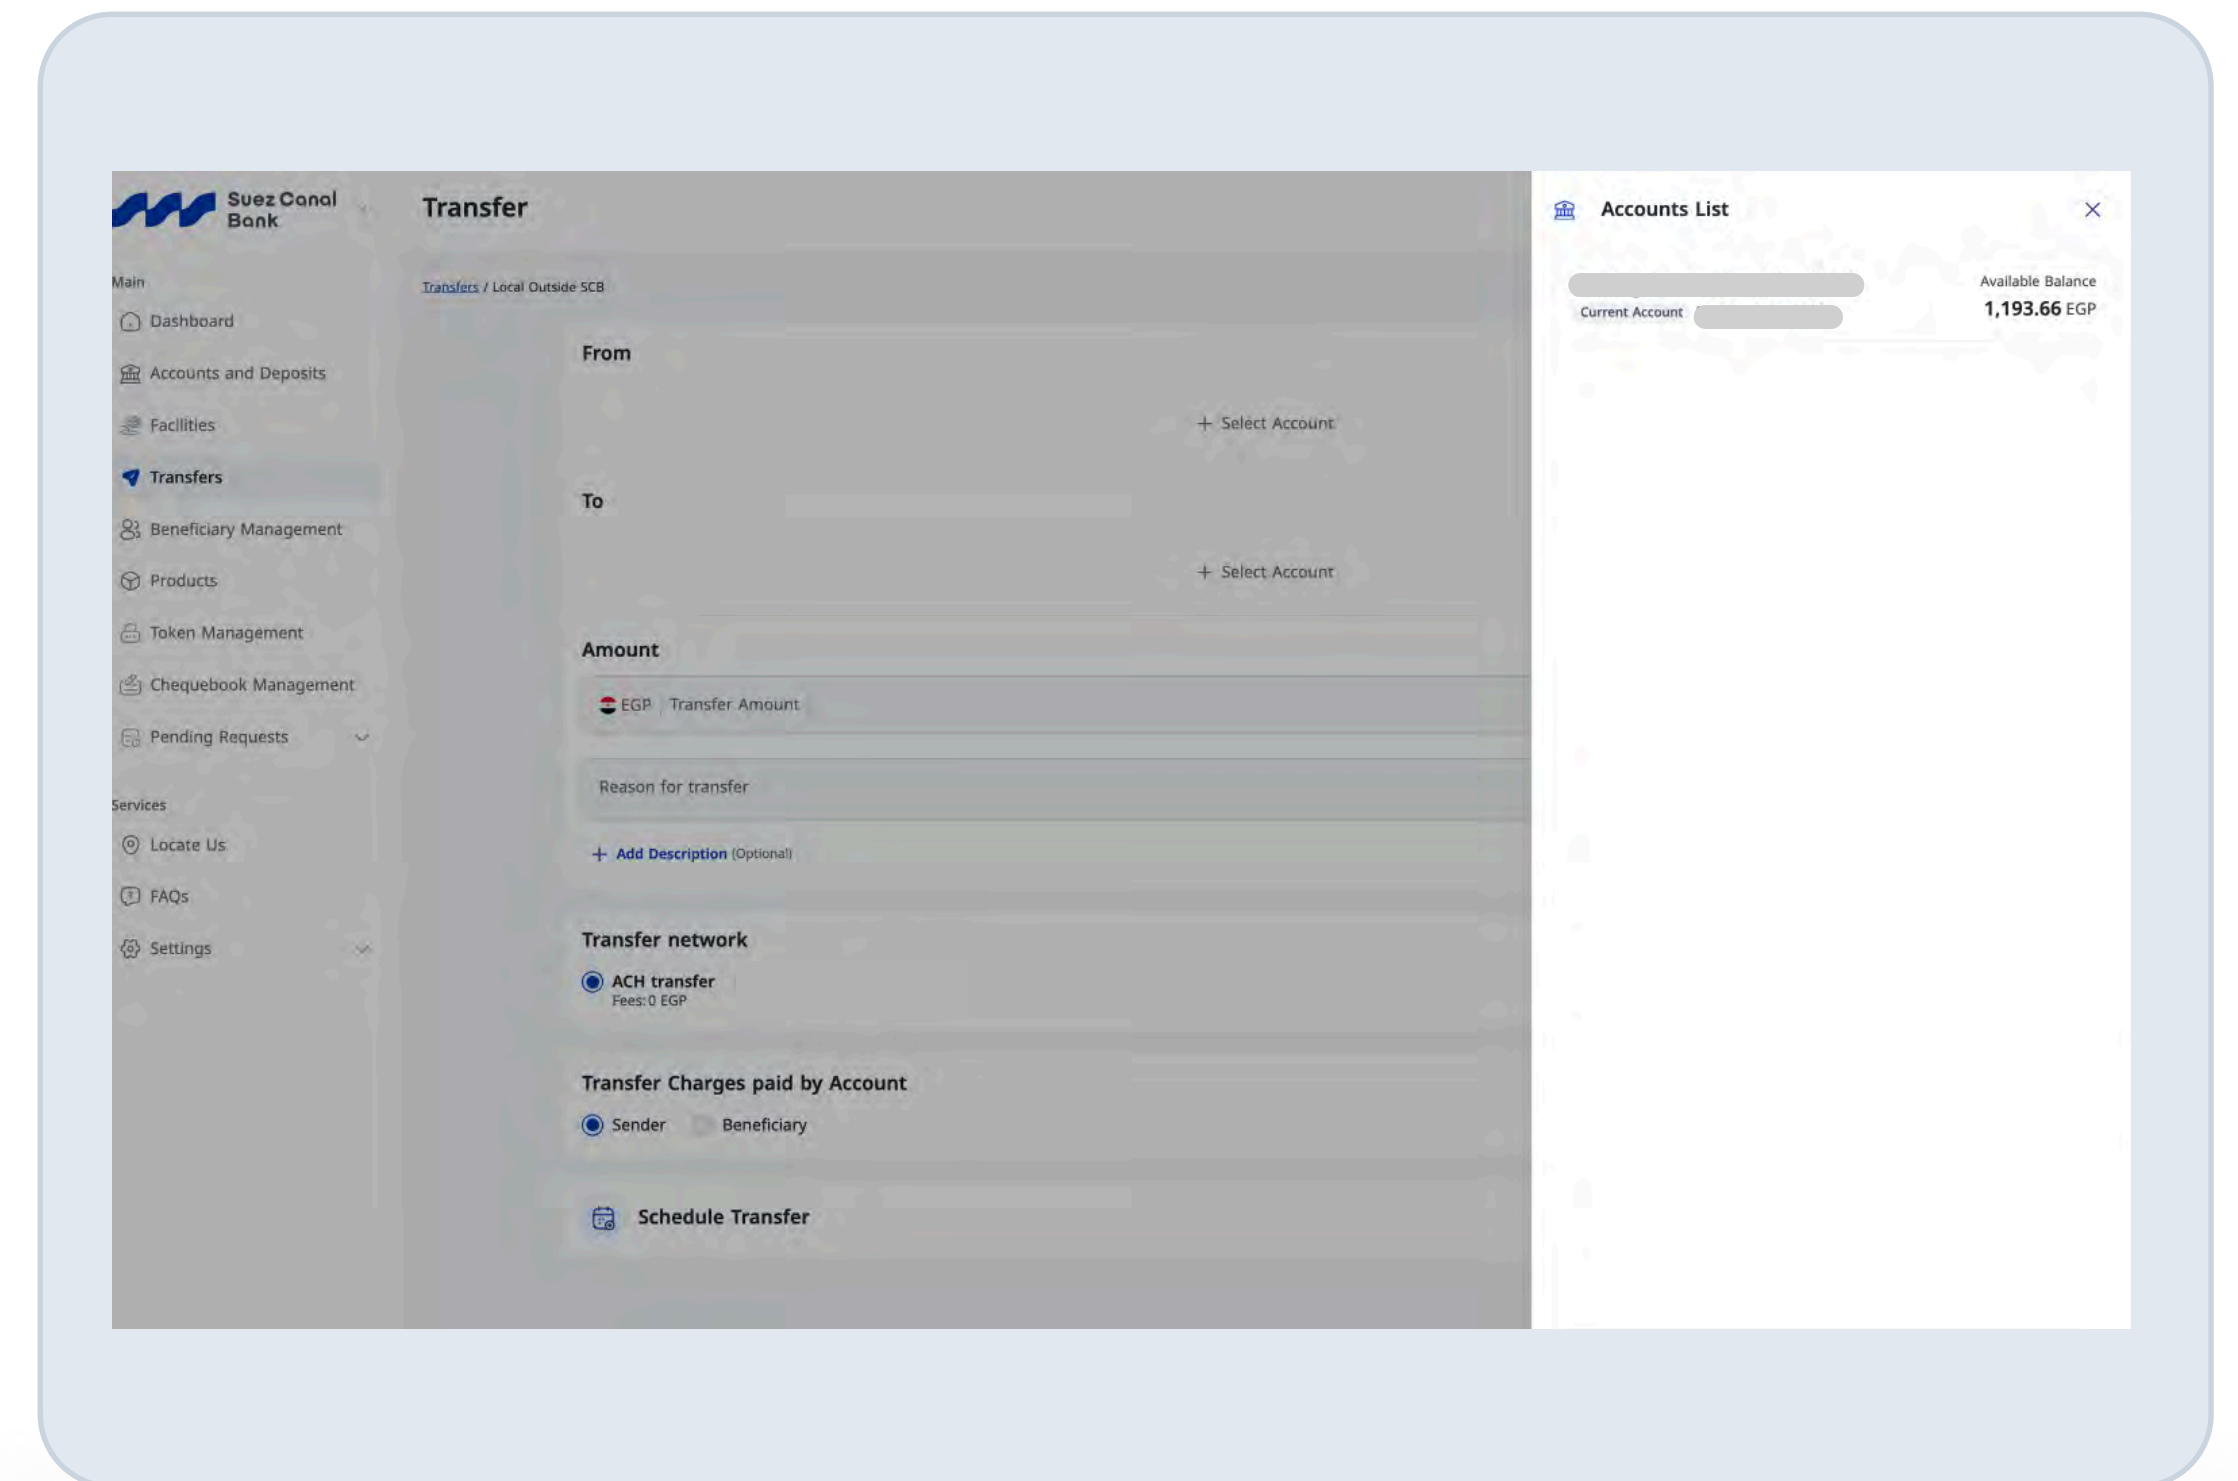 Suez Canal
Bank
Main
Dashboard
Accounts and Deposits
Facilities
Transfers
Beneficiary Management
Products
Token Management
Chequebook Management
Pending Requests
Services
Locate Us
FAQs
Settings
Transfer
Transfers / Local Outside SCB
From
+ Select Account
To
+ Select Account
Amount
EGP Transfer Amount
Reason for transfer
+ Add Description (Optional)
Transfer network
ACH transfer
Fees:0 EGP
Transfer Charges paid by Account
Sender Beneficiary
Schedule Transfer
Accounts List
Available Balance
Current Account 1,193.66 EGP